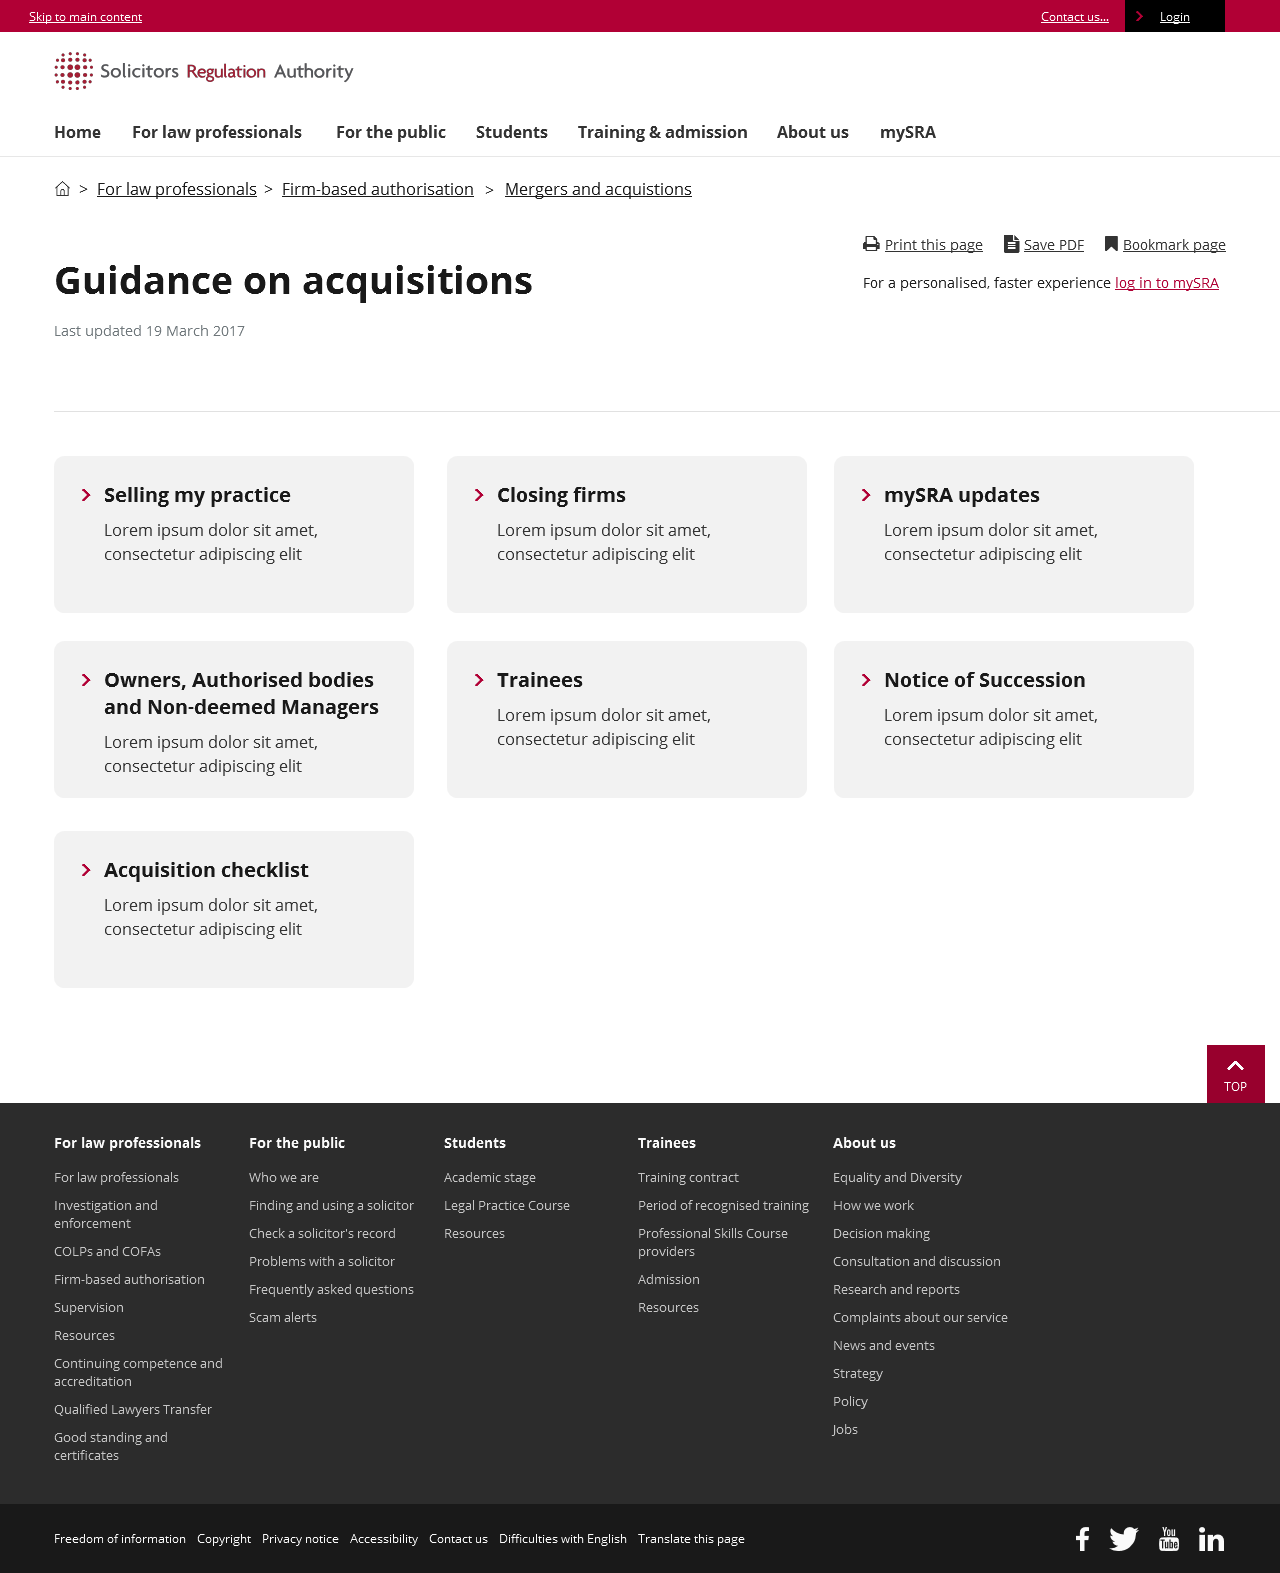 Skip to main content
Contact us...
Login
Solicitors Regulation Authority
Home For law professionals For the public Students Training & admission About us mySRA
> For law professionals > Firm-based authorisation > Mergers and acquistions
Print this page Save PDF Bookmark page
Guidance on acquisitions
For a personalised, faster experience log in to mySRA
Last updated 19 March 2017
Selling my practice
Lorem ipsum dolor sit amet,
consectetur adipiscing elit
Closing firms
Lorem ipsum dolor sit amet,
consectetur adipiscing elit
mySRA updates
Lorem ipsum dolor sit amet,
consectetur adipiscing elit
Owners, Authorised bodies
and Non-deemed Managers
Lorem ipsum dolor sit amet,
consectetur adipiscing elit
Trainees
Lorem ipsum dolor sit amet,
consectetur adipiscing elit
Notice of Succession
Lorem ipsum dolor sit amet,
consectetur adipiscing elit
Acquisition checklist
Lorem ipsum dolor sit amet,
consectetur adipiscing elit
TOP
For law professionals
For law professionals
Investigation and
enforcement
COLPs and COFAs
Firm-based authorisation
Supervision
Resources
Continuing competence and
accreditation
Qualified Lawyers Transfer
Good standing and
certificates
For the public
Who we are
Finding and using a solicitor
Check a solicitor's record
Problems with a solicitor
Frequently asked questions
Scam alerts
Students
Academic stage
Legal Practice Course
Resources
Trainees
Training contract
Period of recognised training
Professional Skills Course
providers
Admission
Resources
About us
Equality and Diversity
How we work
Decision making
Consultation and discussion
Research and reports
Complaints about our service
News and events
Strategy
Policy
Jobs
Freedom of information Copyright Privacy notice Accessibility Contact us Difficulties with English Translate this page
You
Tube